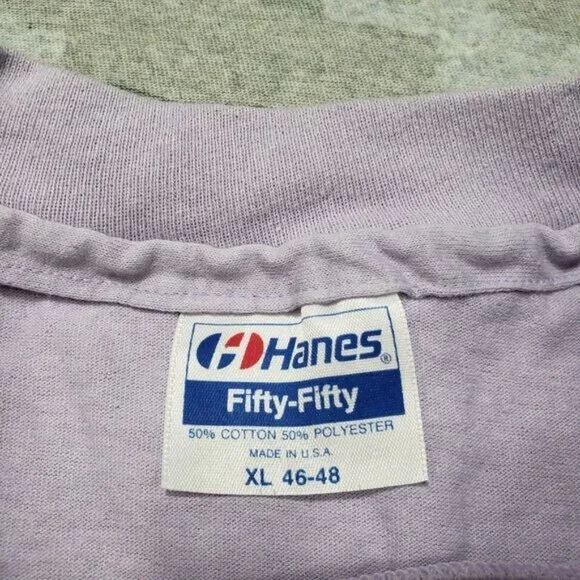 Hanes®
Fifty-Fifty
50% COTTON 50% POLYESTER
MADE IN U.S.A.
XL 46-48